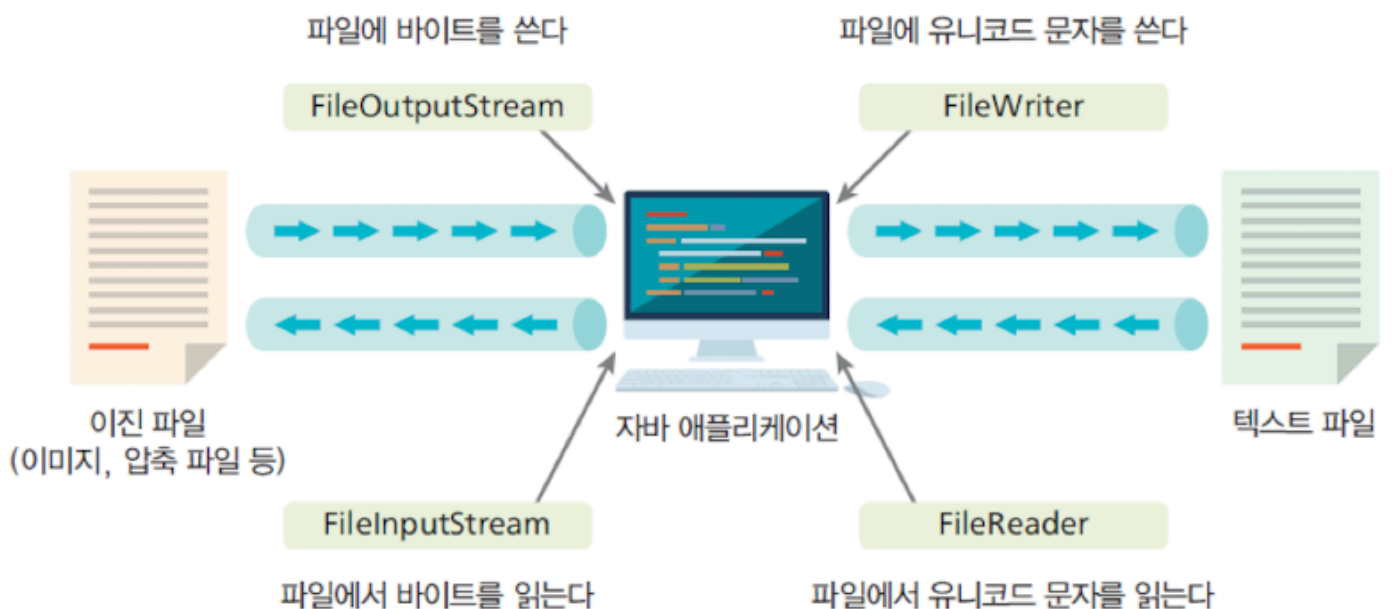 파일에 바이트를 쓴다
파일에 유니코드 문자를 쓴다
FileOutputStream
FileWriter
이진 파일
(이미지, 압축 파일 등)
자바 애플리케이션
텍스트 파일
FileInputStream
FileReader
파일에서 바이트를 읽는다
파일에서 유니코드 문자를 읽는다